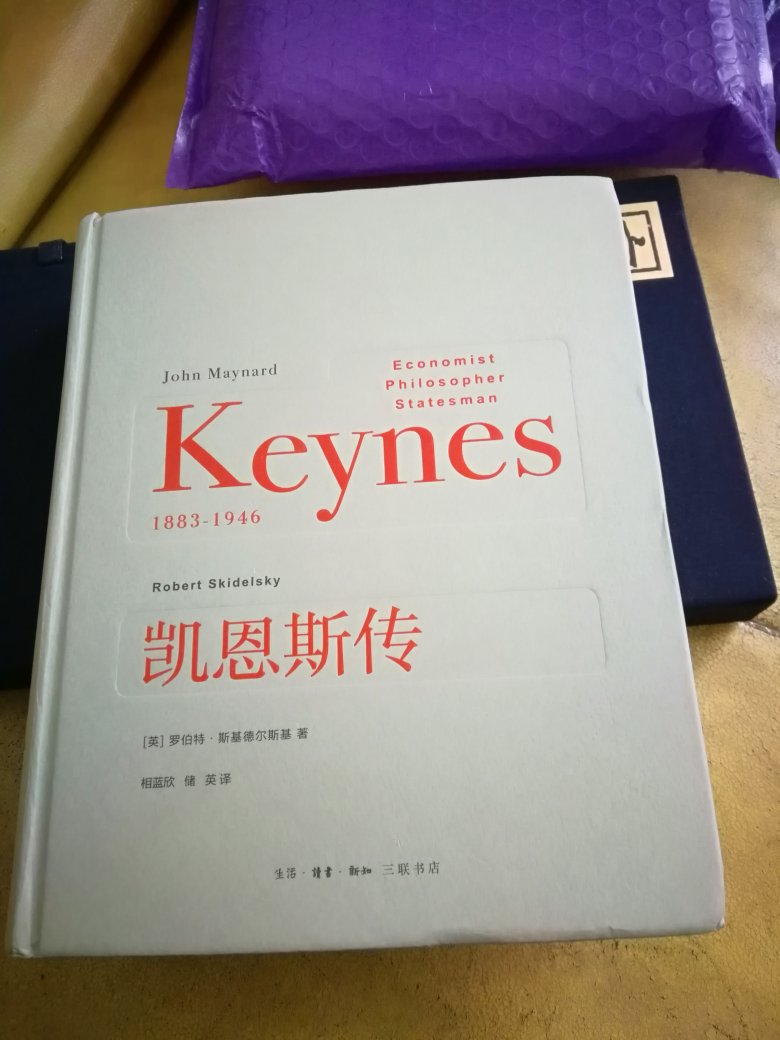 John Maynard
Economist
Philosopher
Statesman
Keynes
1883-1946
Robert Skidelsky
凯恩斯传
[英] 罗伯特·斯基德尔斯基 著
相蓝欣 储 英 译
生活·讀書·新知 三联书店